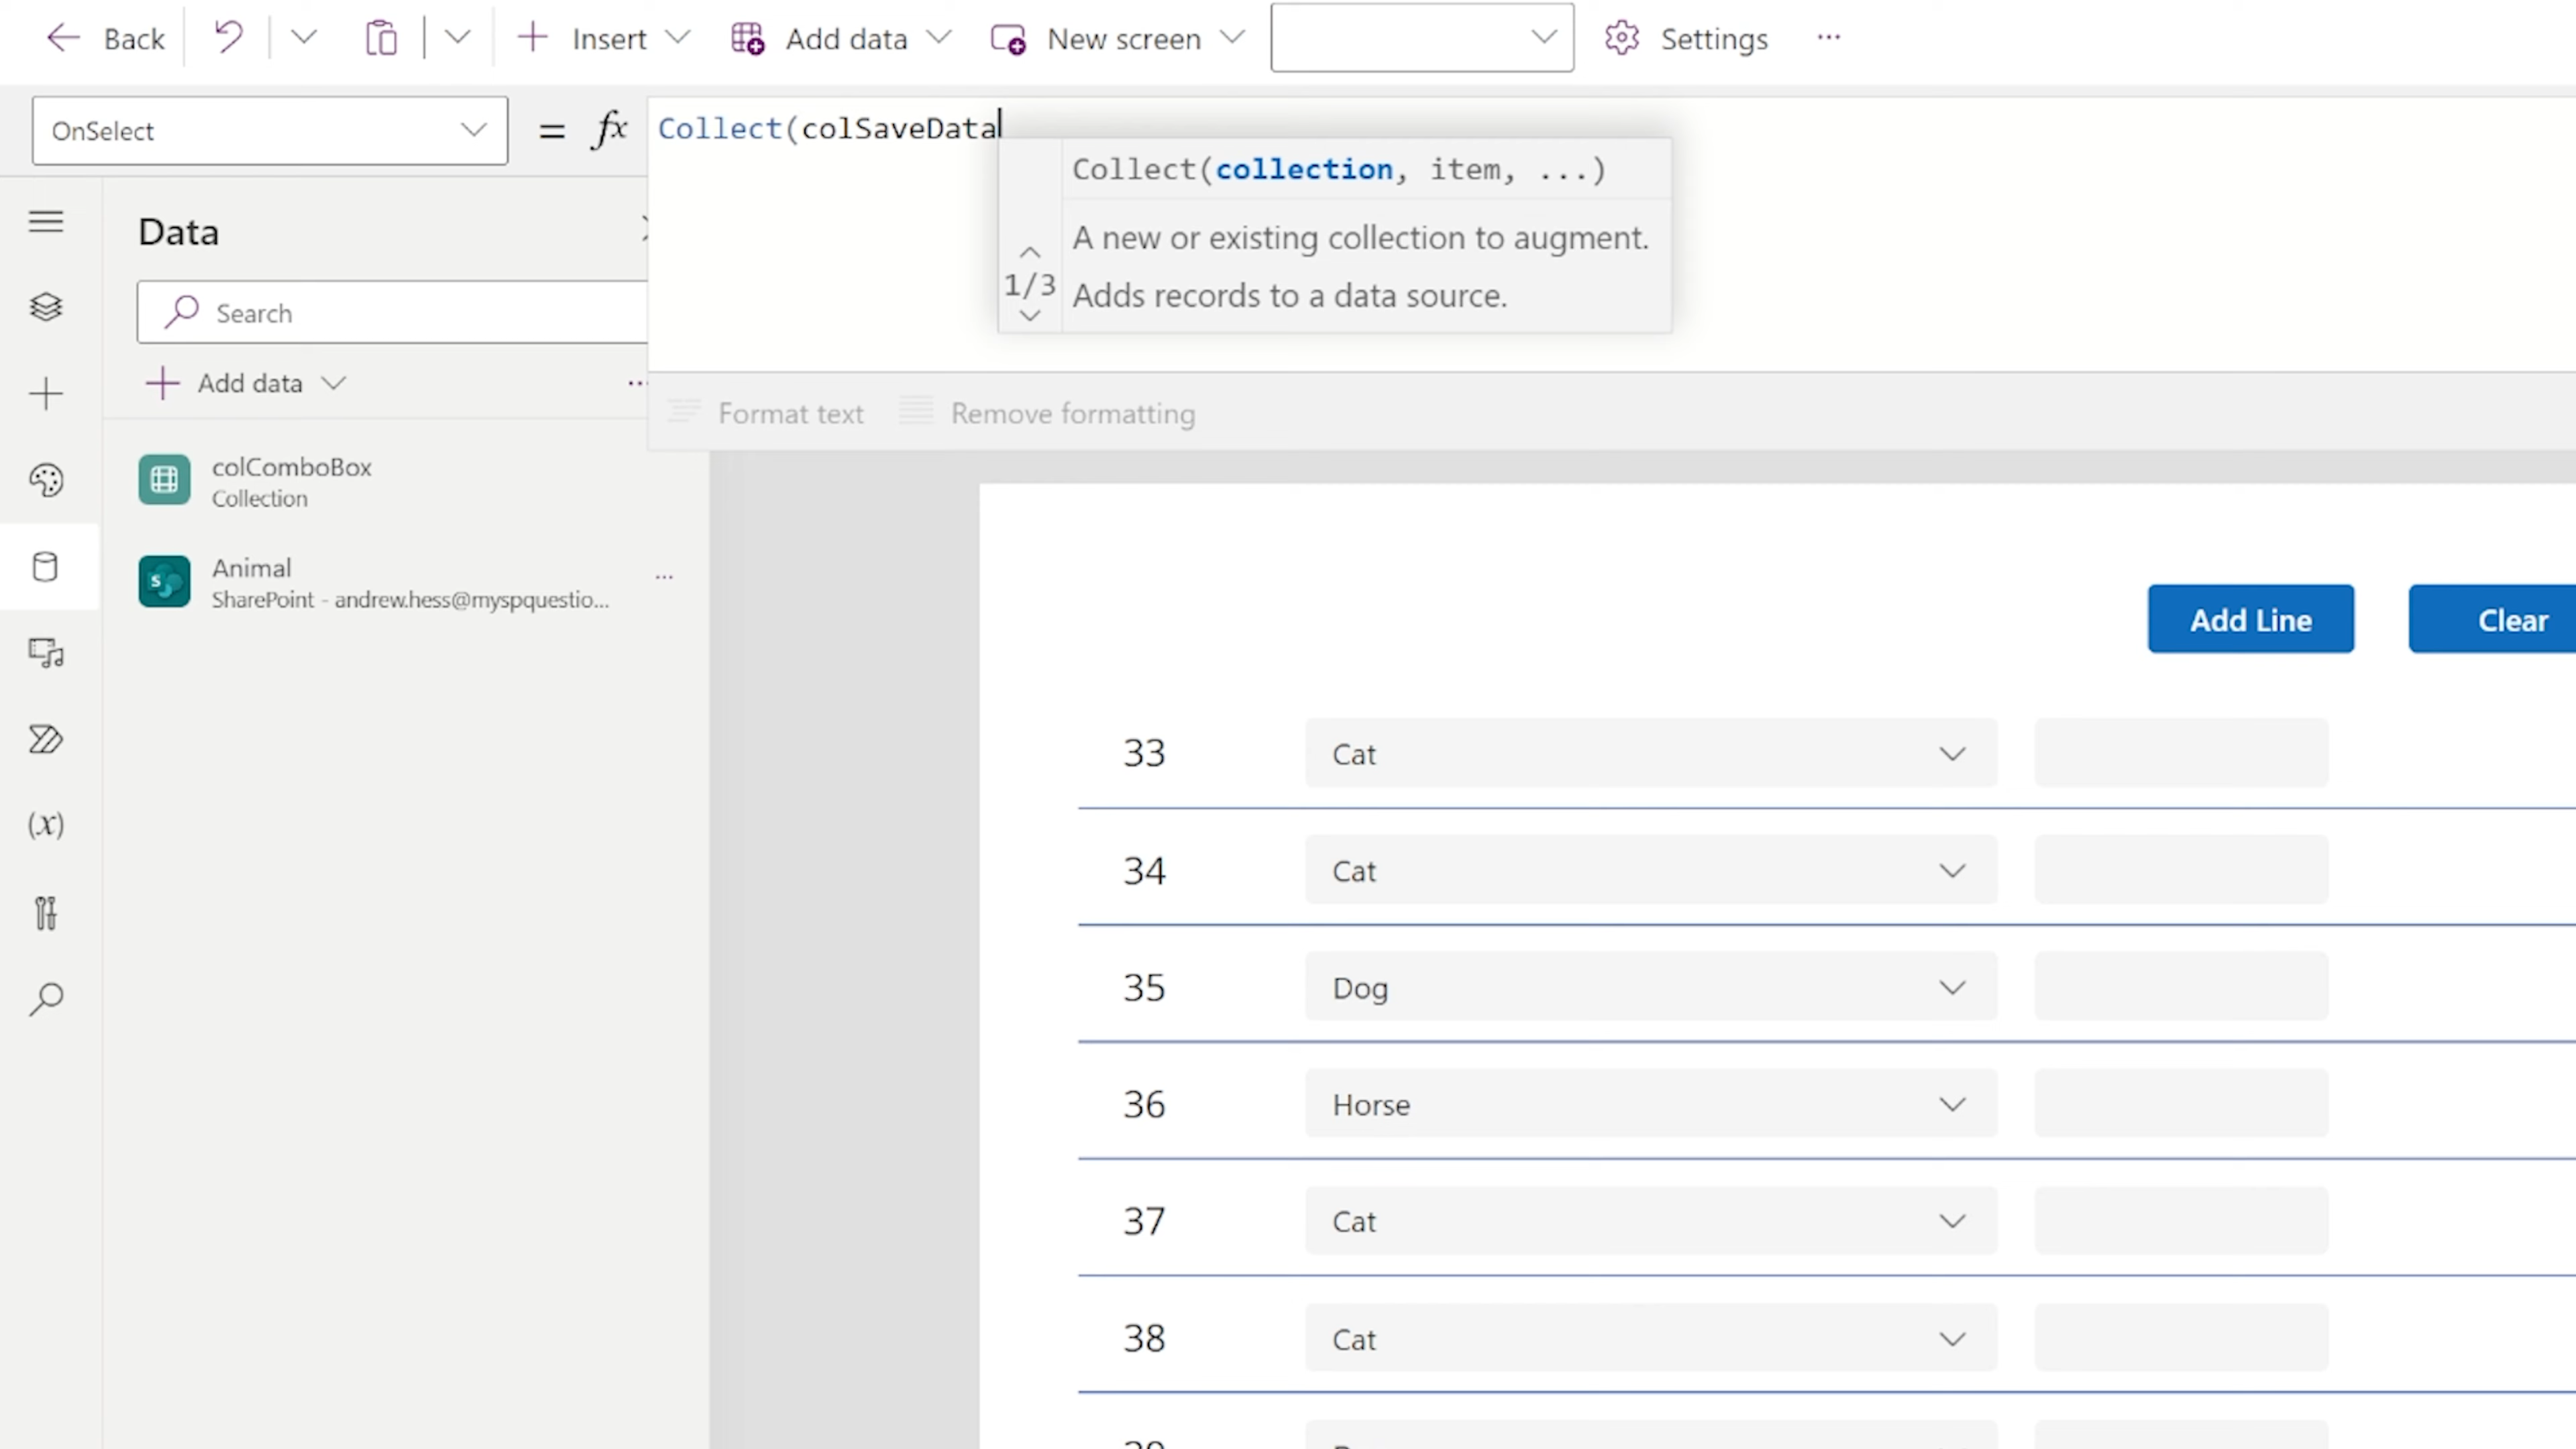 Back
Insert
Add data
New screen
Settings
...
OnSelect
= fx
Collect(colSaveData
Collect(collection, item, ...)
A new or existing collection to augment.
1/3
Adds records to a data source.
Data
Search
Add data
...
Format text
Remove formatting
colComboBox
Collection
Animal
...
SharePoint - andrew.hess@myspquestio...
(x)
Add Line
Clear
33
Cat
34
Cat
35
Dog
36
Horse
37
Cat
38
Cat